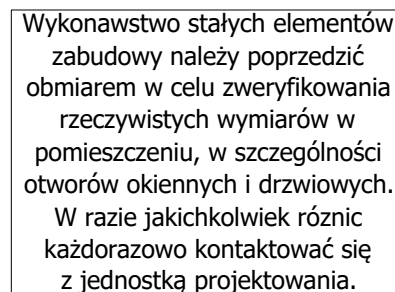 Wykonawstwo stałych elementów
zabudowy należy poprzedzić
obmiarem w celu zweryfikowania
rzeczywistych wymiarów w
pomieszczeniu, w szczególności
otworów okiennych i drzwiowych.
W razie jakichkolwiek róznic
każdorazowo kontaktować się
z jednostką projektowania.